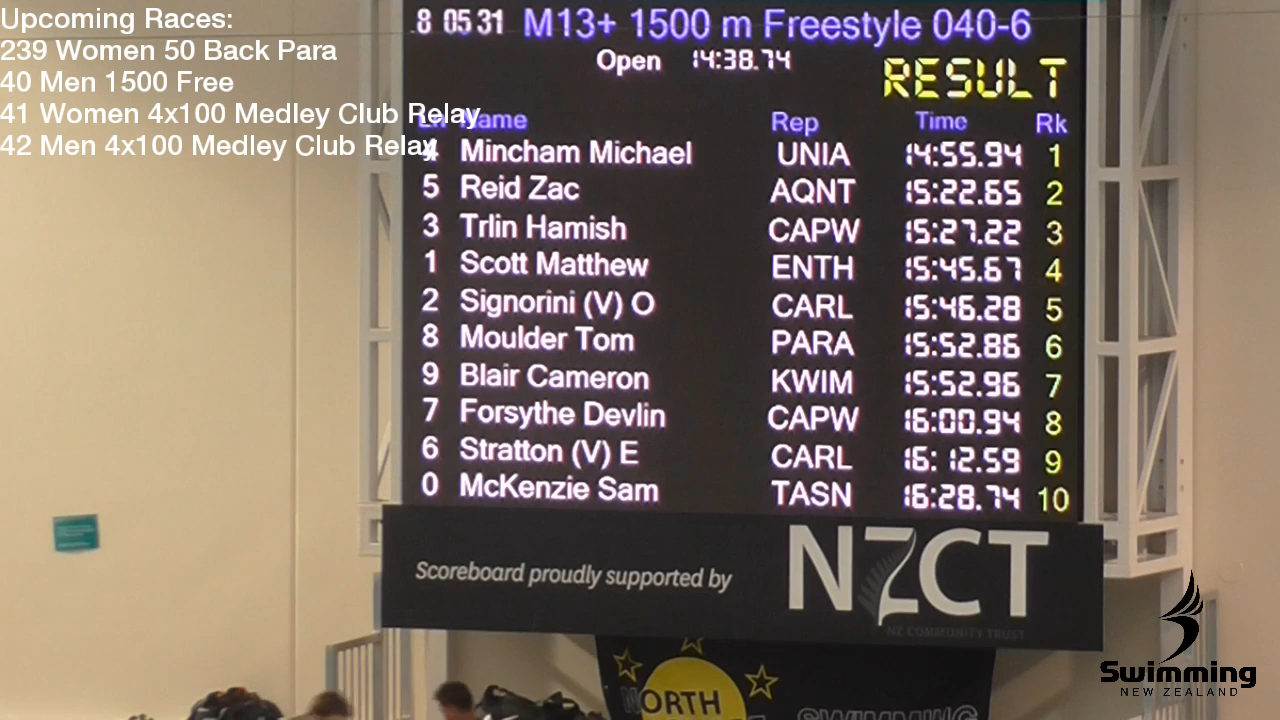 Upcoming Races:
239 Women 50 Back Para
40 Men 1500 Free
41 Women 4x100 Medley Club Relay
42 Men 4x100 Medley Club Relay
8 05 31 M13+ 1500 m Freestyle 040-6
Open 14:38.74
RESULT
Ln Name Rep Time Rk
4 Mincham Michael UNIA 14:55.94 1
5 Reid Zac AQNT 15:22.65 2
3 Trlin Hamish CAPW 15:27.22 3
1 Scott Matthew ENTH 15:45.67 4
2 Signorini (V) O CARL 15:46.28 5
8 Moulder Tom PARA 15:52.86 6
9 Blair Cameron KWIM 15:52.96 7
7 Forsythe Devlin CAPW 16:00.94 8
6 Stratton (V) E CARL 16:12.59 9
0 McKenzie Sam TASN 16:28.74 10
Scoreboard proudly supported by NZCT
NZ COMMUNITY TRUST
NORTH
SWIMMING
Swimming
NEW ZEALAND